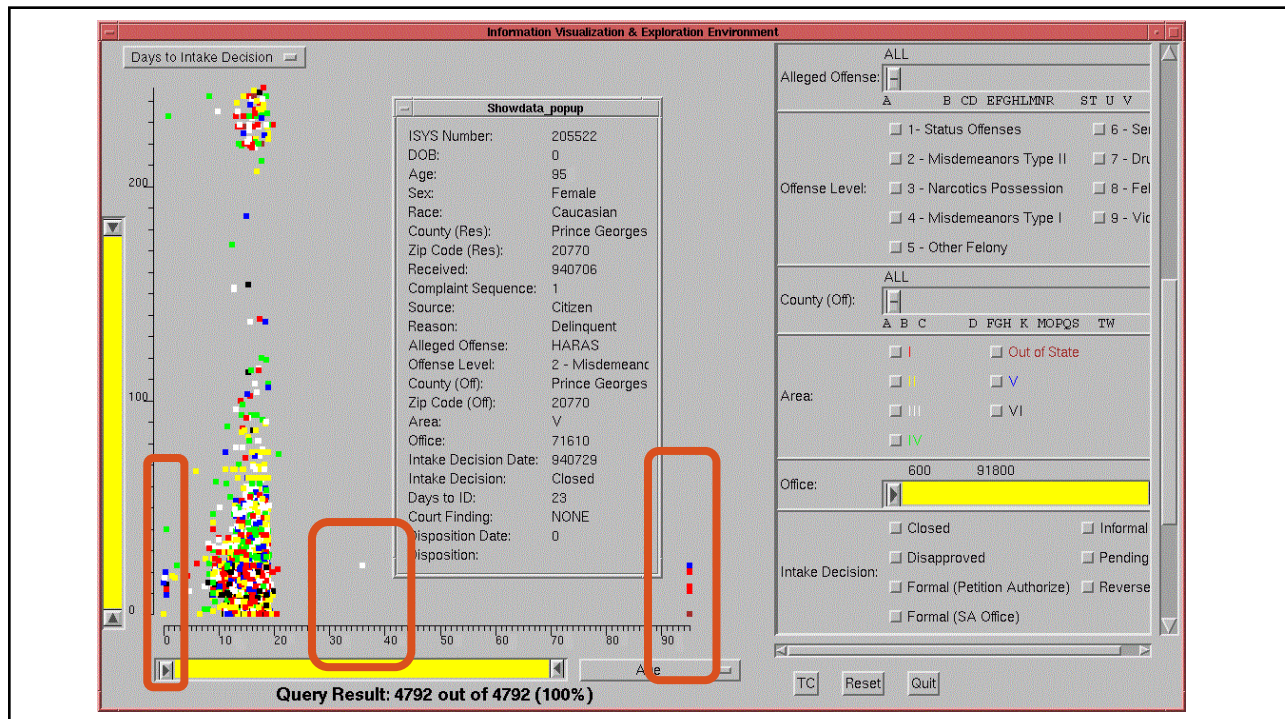 Information Visualization & Exploration Environment
Days to Intake Decision
200
100
0
0 10 20 30 40 50 60 70 80 90
Age
Query Result: 4792 out of 4792 (100%)
Showdata_popup
ISYS Number: 205522
DOB: 0
Age: 95
Sex: Female
Race: Caucasian
County (Res): Prince Georges
Zip Code (Res): 20770
Received: 940706
Complaint Sequence: 1
Source: Citizen
Reason: Delinquent
Alleged Offense: HARAS
Offense Level: 2 - Misdemeanc
County (Off): Prince Georges
Zip Code (Off): 20770
Area: V
Office: 71610
Intake Decision Date: 940729
Intake Decision: Closed
Days to ID: 23
Court Finding: NONE
Disposition Date: 0
Disposition:
ALL
Alleged Offense:
A B CD EFGHLMNR ST U V
1- Status Offenses 6 - Ser
2 - Misdemeanors Type II 7 - Dru
Offense Level: 3 - Narcotics Possession 8 - Fel
4 - Misdemeanors Type I 9 - Vio
5 - Other Felony
ALL
County (Off):
A B C D FGH K MOPQS TW
I Out of State
II V
Area:
III VI
IV
600 91800
Office:
Closed Informal
Disapproved Pending
Intake Decision:
Formal (Petition Authorize) Reverse
Formal (SA Office)
TC Reset Quit